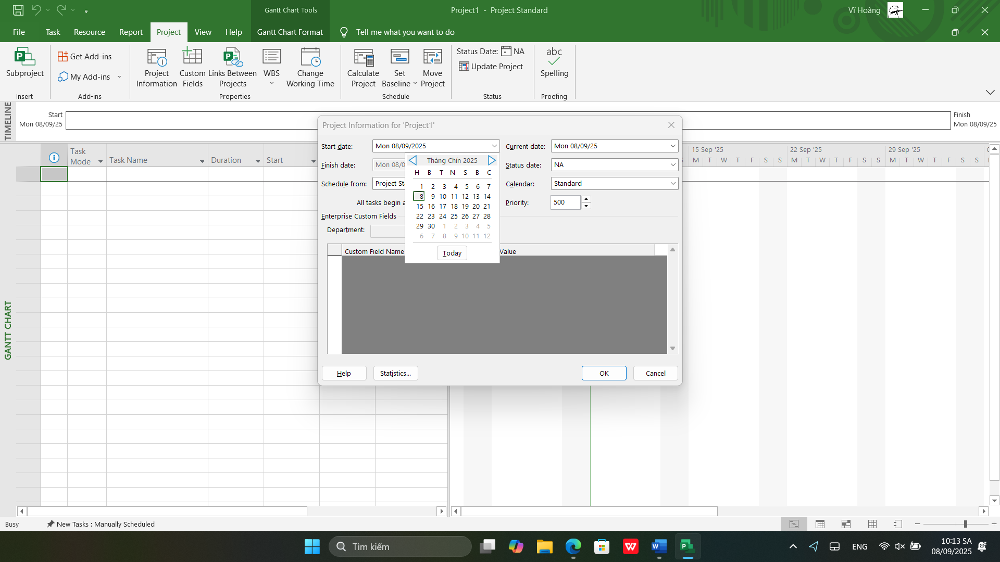 Gantt Chart Tools
Project1 - Project Standard
Vĩ Hoàng
File Task Resource Report Project View Help Gantt Chart Format Tell me what you want to do
Subproject
Insert
Get Add-ins
My Add-ins
Add-ins
Project Information
Custom Fields
Links Between Projects
WBS
Change Working Time
Properties
Calculate Project
Set Baseline
Move Project
Schedule
Status Date: NA
Update Project
Status
abc
Spelling
Proofing
TIMELINE
Start
Mon 08/09/25
Finish
Mon 08/09/25
Task Mode
Task Name
Duration
Start
15 Sep '25
22 Sep '25
29 Sep '25
S M T W T F S S M T W T F S S M T W T F S S
GANTT CHART
Project Information for 'Project1'
Start date: Mon 08/09/2025
Current date: Mon 08/09/25
Finish date: Mon 08/0
Status date: NA
Schedule from: Project St
Calendar: Standard
All tasks begin a
Priority: 500
Enterprise Custom Fields
Department:
Custom Field Name
Value
Tháng Chín 2025
H B T N S B C
1 2 3 4 5 6 7
8 9 10 11 12 13 14
15 16 17 18 19 20 21
22 23 24 25 26 27 28
29 30 1 2 3 4 5
6 7 8 9 10 11 12
Today
Help
Statistics...
OK
Cancel
Busy
New Tasks : Manually Scheduled
Tìm kiếm
ENG
10:13 SA
08/09/2025